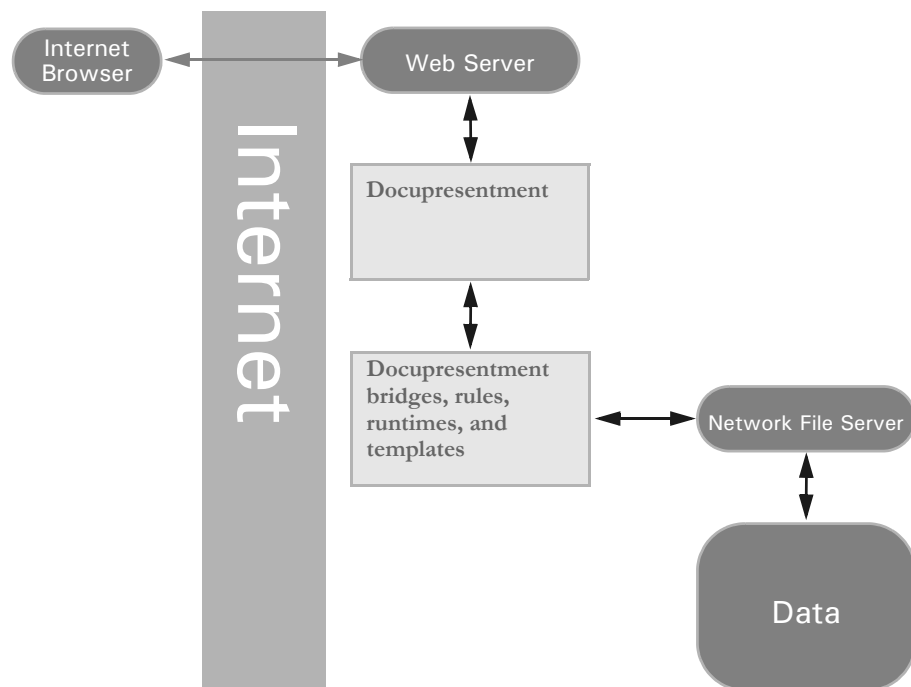 Internet
Browser
Web Server
Internet
Docupresentment
Docupresentment
bridges, rules,
runtimes, and
templates
Network File Server
Data